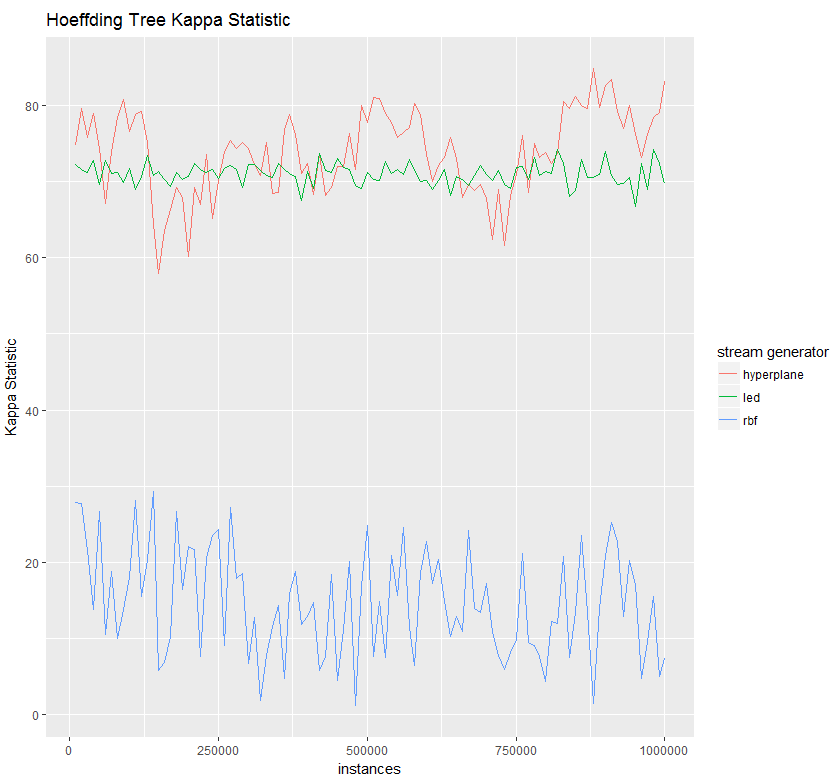 Hoeffding Tree Kappa Statistic
80
60
40
20
0
Kappa Statistic
0 250000 500000 750000 1000000
instances
stream generator
hyperplane
led
rbf